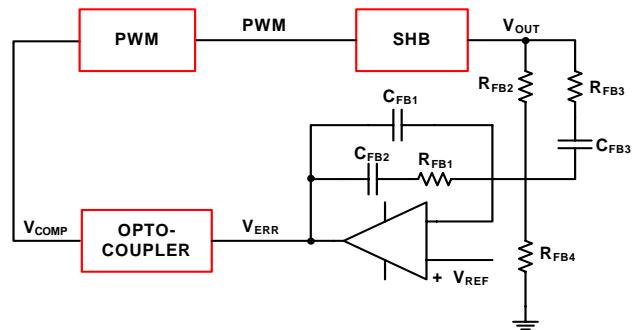 PWM
PWM
SHB
VOUT
RFB2
RFB3
CFB1
CFB3
CFB2
RFB1
VCOMP
OPTO-
COUPLER
VERR
+ VREF
RFB4